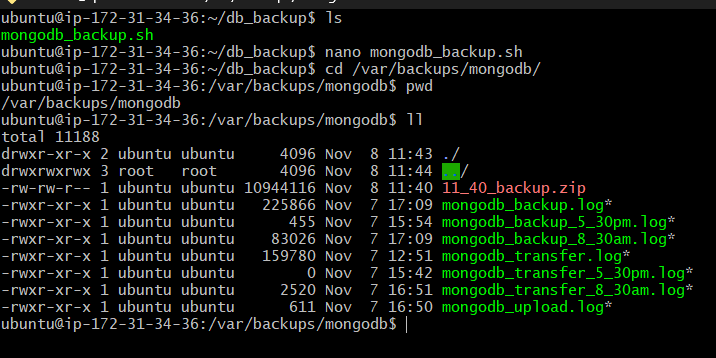 ubuntu@ip-172-31-34-36:~/db_backup$ ls
mongodb_backup.sh
ubuntu@ip-172-31-34-36:~/db_backup$ nano mongodb_backup.sh
ubuntu@ip-172-31-34-36:~/db_backup$ cd /var/backups/mongodb/
ubuntu@ip-172-31-34-36:/var/backups/mongodb$ pwd
/var/backups/mongodb
ubuntu@ip-172-31-34-36:/var/backups/mongodb$ ll
total 11188
drwxr-xr-x 2 ubuntu ubuntu     4096 Nov  8 11:43 ./
drwxrwxrwx 3 root   root       4096 Nov  8 11:44 ../
-rw-rw-r-- 1 ubuntu ubuntu 10944116 Nov  8 11:40 11_40_backup.zip
-rwxr-xr-x 1 ubuntu ubuntu   225866 Nov  7 17:09 mongodb_backup.log*
-rwxr-xr-x 1 ubuntu ubuntu      455 Nov  7 15:54 mongodb_backup_5_30pm.log*
-rwxr-xr-x 1 ubuntu ubuntu    83026 Nov  7 17:09 mongodb_backup_8_30am.log*
-rwxr-xr-x 1 ubuntu ubuntu   159780 Nov  7 12:51 mongodb_transfer.log*
-rwxr-xr-x 1 ubuntu ubuntu        0 Nov  7 15:42 mongodb_transfer_5_30pm.log*
-rwxr-xr-x 1 ubuntu ubuntu     2520 Nov  7 16:51 mongodb_transfer_8_30am.log*
-rwxr-xr-x 1 ubuntu ubuntu      611 Nov  7 16:50 mongodb_upload.log*
ubuntu@ip-172-31-34-36:/var/backups/mongodb$